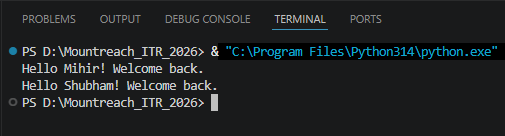 PROBLEMS OUTPUT DEBUG CONSOLE TERMINAL PORTS
PS D:\Mountreach_ITR_2026> & "C:\Program Files\Python314\python.exe"
Hello Mihir! Welcome back.
Hello Shubham! Welcome back.
PS D:\Mountreach_ITR_2026>